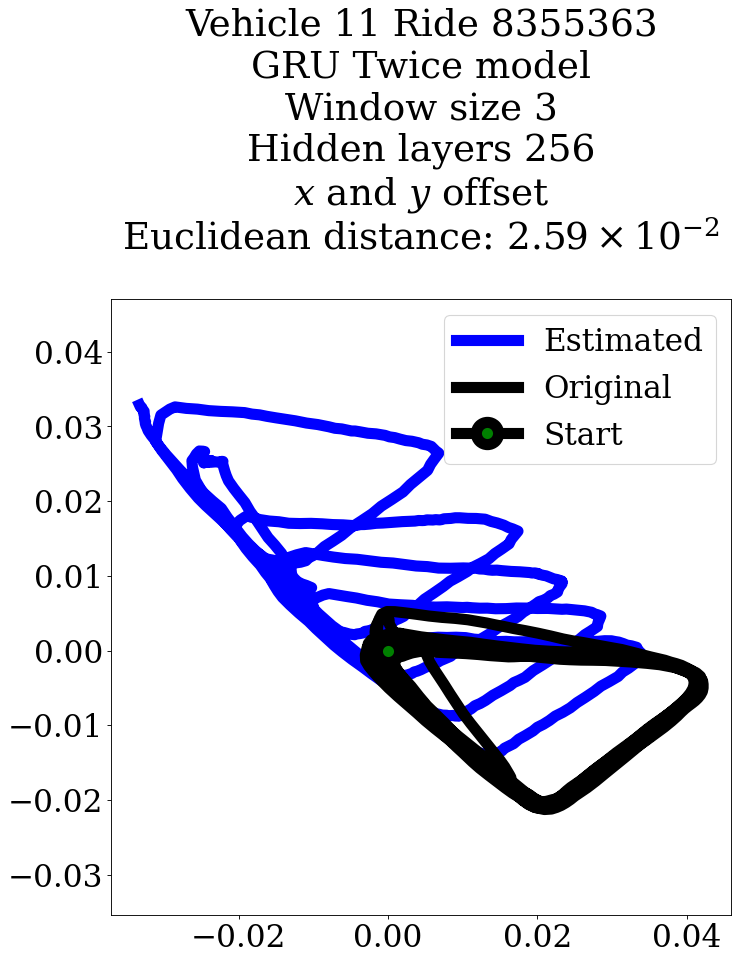 Vehicle 11 Ride 8355363
GRU Twice model
Window size 3
Hidden layers 256
x and y offset
Euclidean distance: 2.59 × 10⁻²
Estimated
Original
Start
0.04
0.03
0.02
0.01
0.00
−0.01
−0.02
−0.03
−0.02 0.00 0.02 0.04